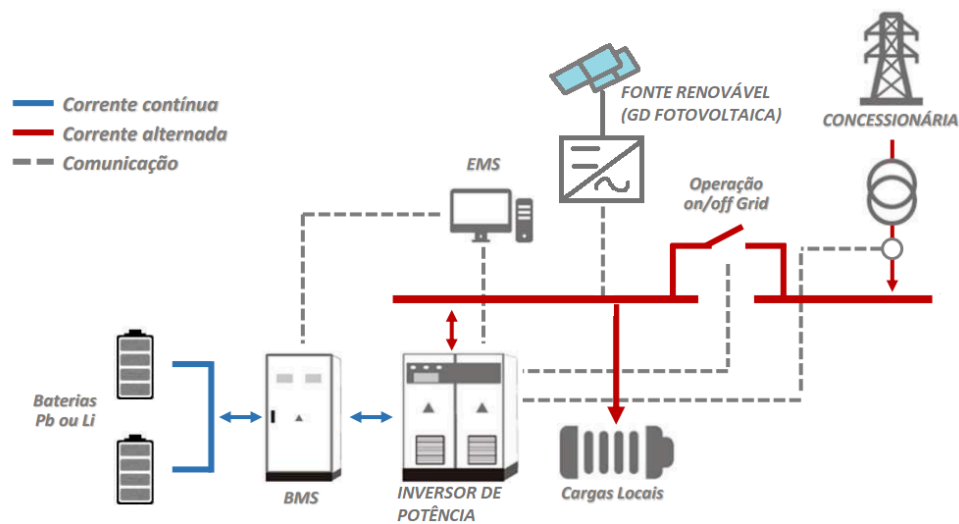 Corrente contínua
Corrente alternada
Comunicação
EMS
FONTE RENOVÁVEL
(GD FOTOVOLTAICA)
CONCESSIONÁRIA
Operação
on/off Grid
Baterias
Pb ou Li
BMS
INVERSOR DE
POTÊNCIA
Cargas Locais